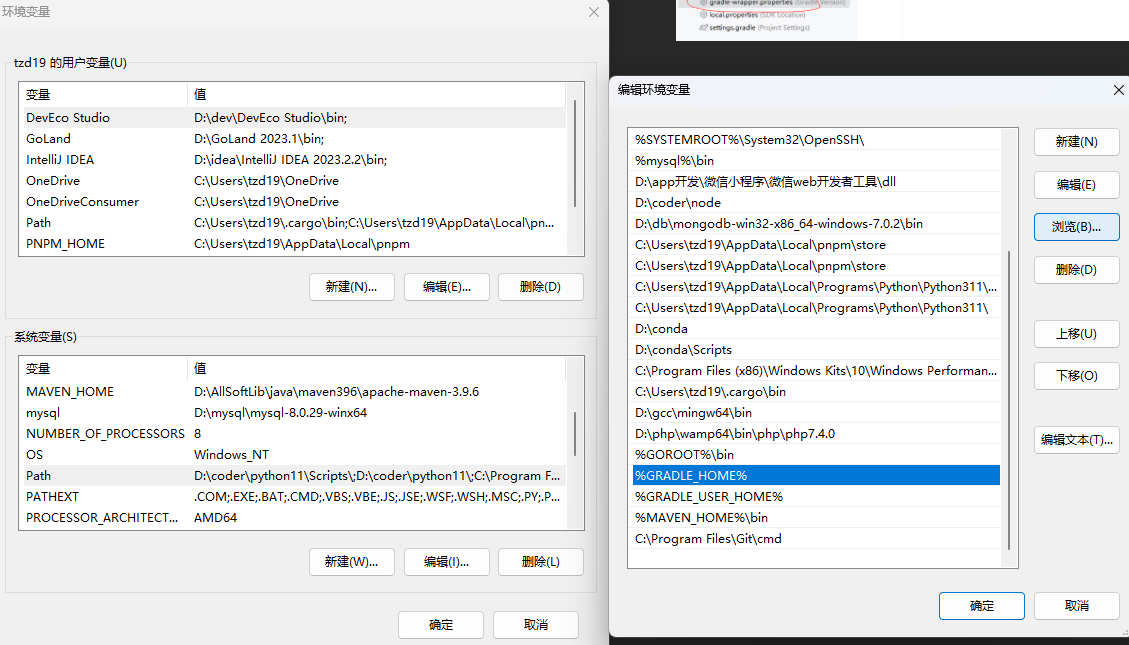 环境变量
tzd19 的用户变量(U)
变量 值
DevEco Studio D:\dev\DevEco Studio\bin;
GoLand D:\GoLand 2023.1\bin;
IntelliJ IDEA D:\idea\IntelliJ IDEA 2023.2.2\bin;
OneDrive C:\Users\tzd19\OneDrive
OneDriveConsumer C:\Users\tzd19\OneDrive
Path C:\Users\tzd19\.cargo\bin;C:\Users\tzd19\AppData\Local\pn...
PNPM_HOME C:\Users\tzd19\AppData\Local\pnpm
新建(N)... 编辑(E)... 删除(D)
系统变量(S)
变量 值
MAVEN_HOME D:\AllSoftLib\java\maven396\apache-maven-3.9.6
mysql D:\mysql\mysql-8.0.29-winx64
NUMBER_OF_PROCESSORS 8
OS Windows_NT
Path D:\coder\python11\Scripts\;D:\coder\python11\;C:\Program F...
PATHEXT .COM;.EXE;.BAT;.CMD;.VBS;.VBE;.JS;.JSE;.WSF;.WSH;.MSC;.PY;.P...
PROCESSOR_ARCHITECT... AMD64
新建(W)... 编辑(I)... 删除(L)
确定 取消
gradle-wrapper.properties (Gradle Version)
local.properties (SDK Location)
settings.gradle (Project Settings)
编辑环境变量
%SYSTEMROOT%\System32\OpenSSH\
%mysql%\bin
D:\app开发\微信小程序\微信web开发者工具\dll
D:\coder\node
D:\db\mongodb-win32-x86_64-windows-7.0.2\bin
C:\Users\tzd19\AppData\Local\pnpm\store
C:\Users\tzd19\AppData\Local\pnpm\store
C:\Users\tzd19\AppData\Local\Programs\Python\Python311\...
C:\Users\tzd19\AppData\Local\Programs\Python\Python311\
D:\conda
D:\conda\Scripts
C:\Program Files (x86)\Windows Kits\10\Windows Performan...
C:\Users\tzd19\.cargo\bin
D:\gcc\mingw64\bin
D:\php\wamp64\bin\php\php7.4.0
%GOROOT%\bin
%GRADLE_HOME%
%GRADLE_USER_HOME%
%MAVEN_HOME%\bin
C:\Program Files\Git\cmd
新建(N)
编辑(E)
浏览(B)...
删除(D)
上移(U)
下移(O)
编辑文本(T)...
确定 取消